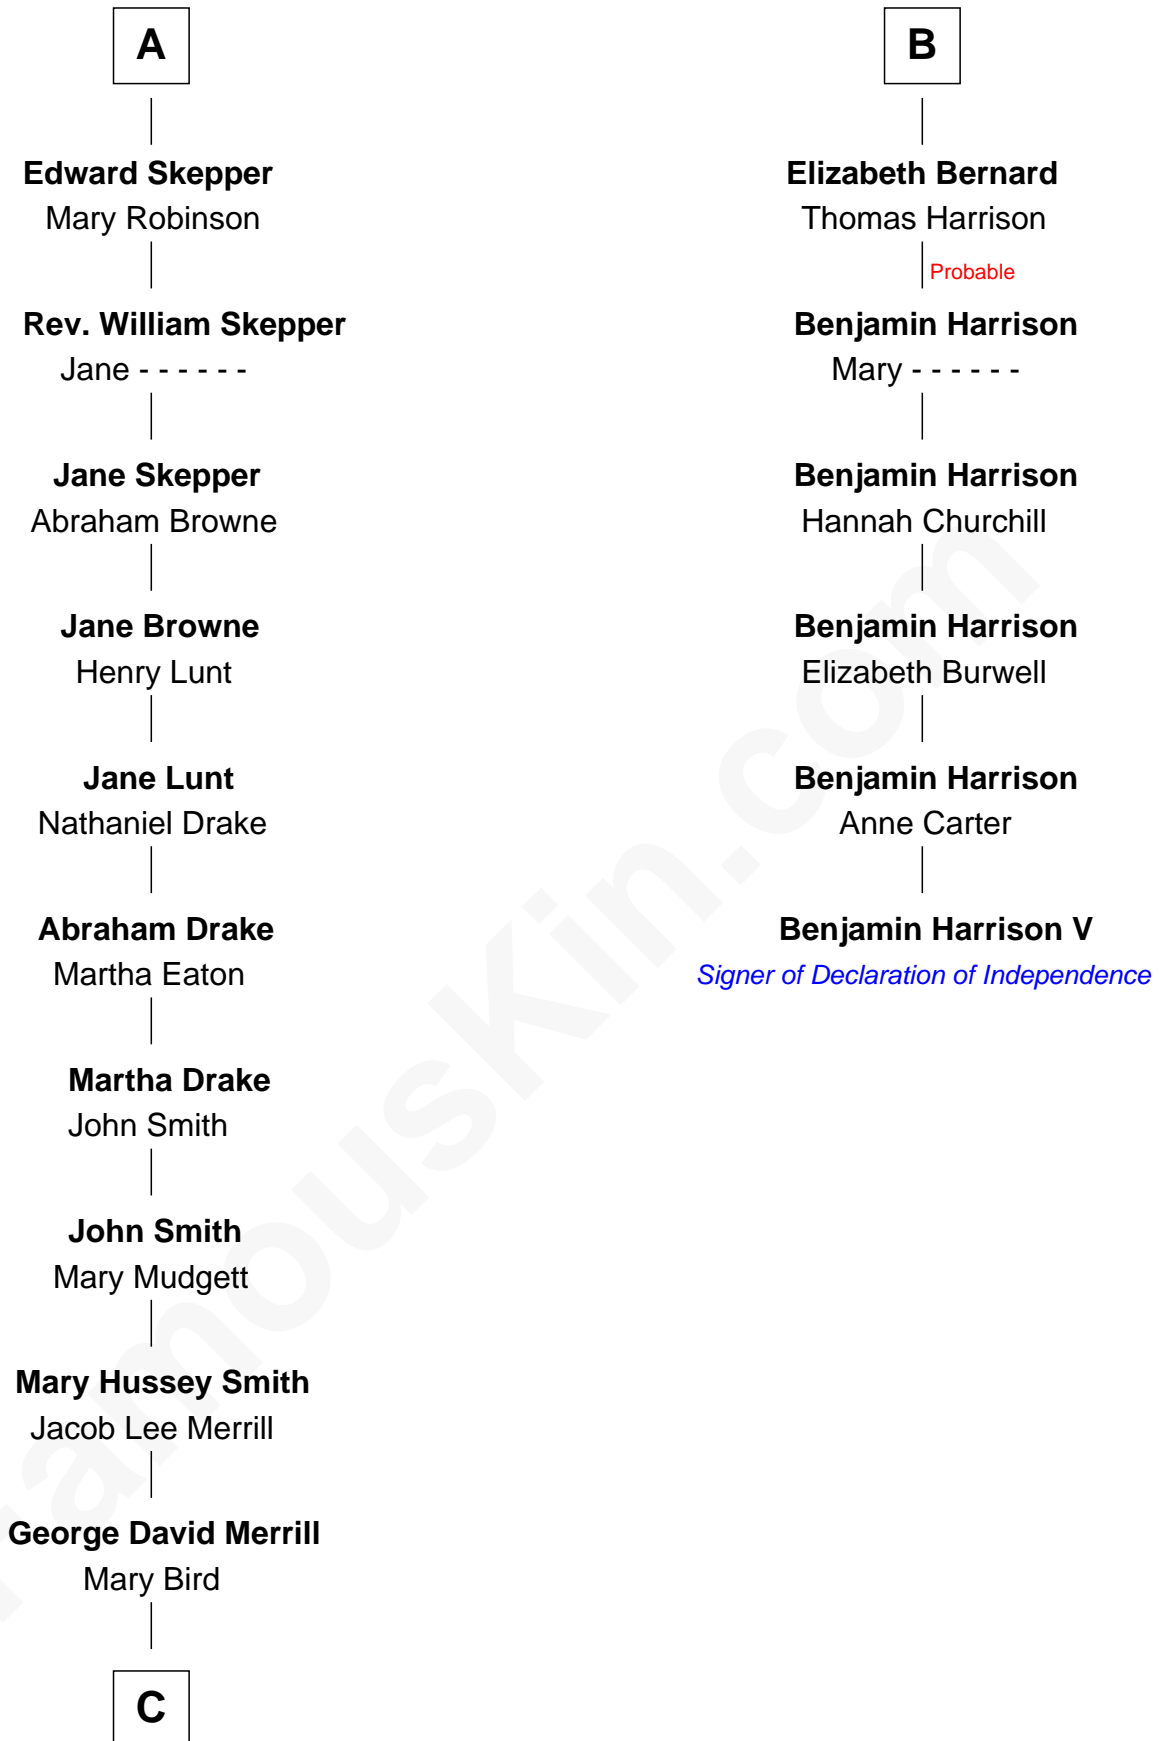 A
Edward Skepper
Mary Robinson
Rev. William Skepper
Jane - - - - - -
Jane Skepper
Abraham Browne
Jane Browne
Henry Lunt
Jane Lunt
Nathaniel Drake
Abraham Drake
Martha Eaton
Martha Drake
John Smith
John Smith
Mary Mudgett
Mary Hussey Smith
Jacob Lee Merrill
George David Merrill
Mary Bird
C
B
Elizabeth Bernard
Thomas Harrison
Probable
Benjamin Harrison
Mary - - - - - -
Benjamin Harrison
Hannah Churchill
Benjamin Harrison
Elizabeth Burwell
Benjamin Harrison
Anne Carter
Benjamin Harrison V
Signer of Declaration of Independence
FamousKin.com